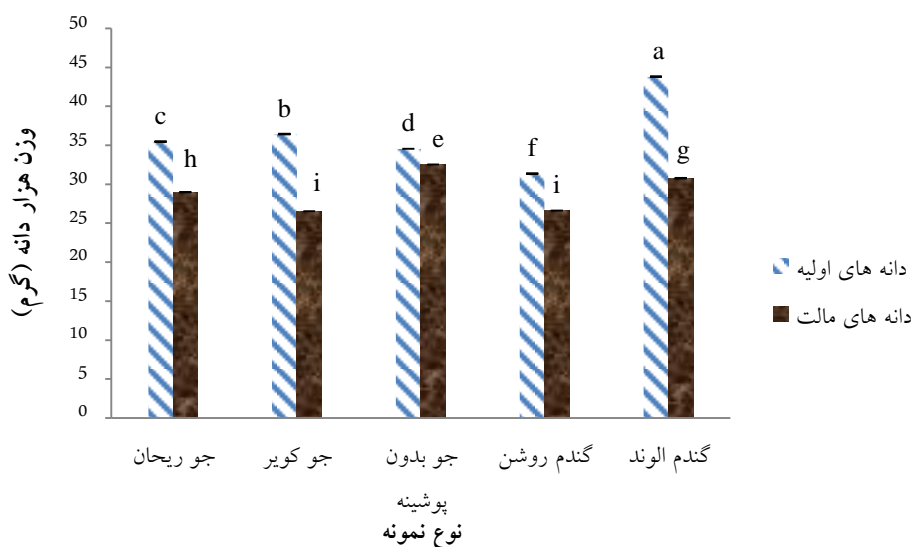 وزن هزار دانه (گرم)
50
45
40
35
30
25
20
15
10
5
0
c
h
b
i
d
e
f
i
a
g
جو ریحان
جو کویر
جو بدون
پوشینه
گندم روشن
گندم الوند
نوع نمونه
دانه های اولیه
دانه های مالت